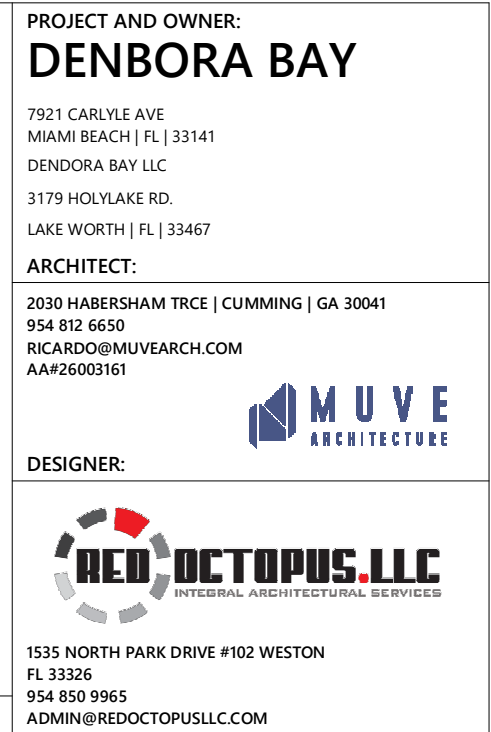 PROJECT AND OWNER:
DENBORA BAY
7921 CARLYLE AVE
MIAMI BEACH | FL | 33141
DENDORA BAY LLC
3179 HOLYLAKE RD.
LAKE WORTH | FL | 33467
ARCHITECT:
2030 HABERSHAM TRCE | CUMMING | GA 30041
954 812 6650
RICARDO@MUVEARCH.COM
AA#26003161
MUVE
ARCHITECTURE
DESIGNER:
RED OCTOPUS.LLC
INTEGRAL ARCHITECTURAL SERVICES
1535 NORTH PARK DRIVE #102 WESTON
FL 33326
954 850 9965
ADMIN@REDOCTOPUSLLC.COM